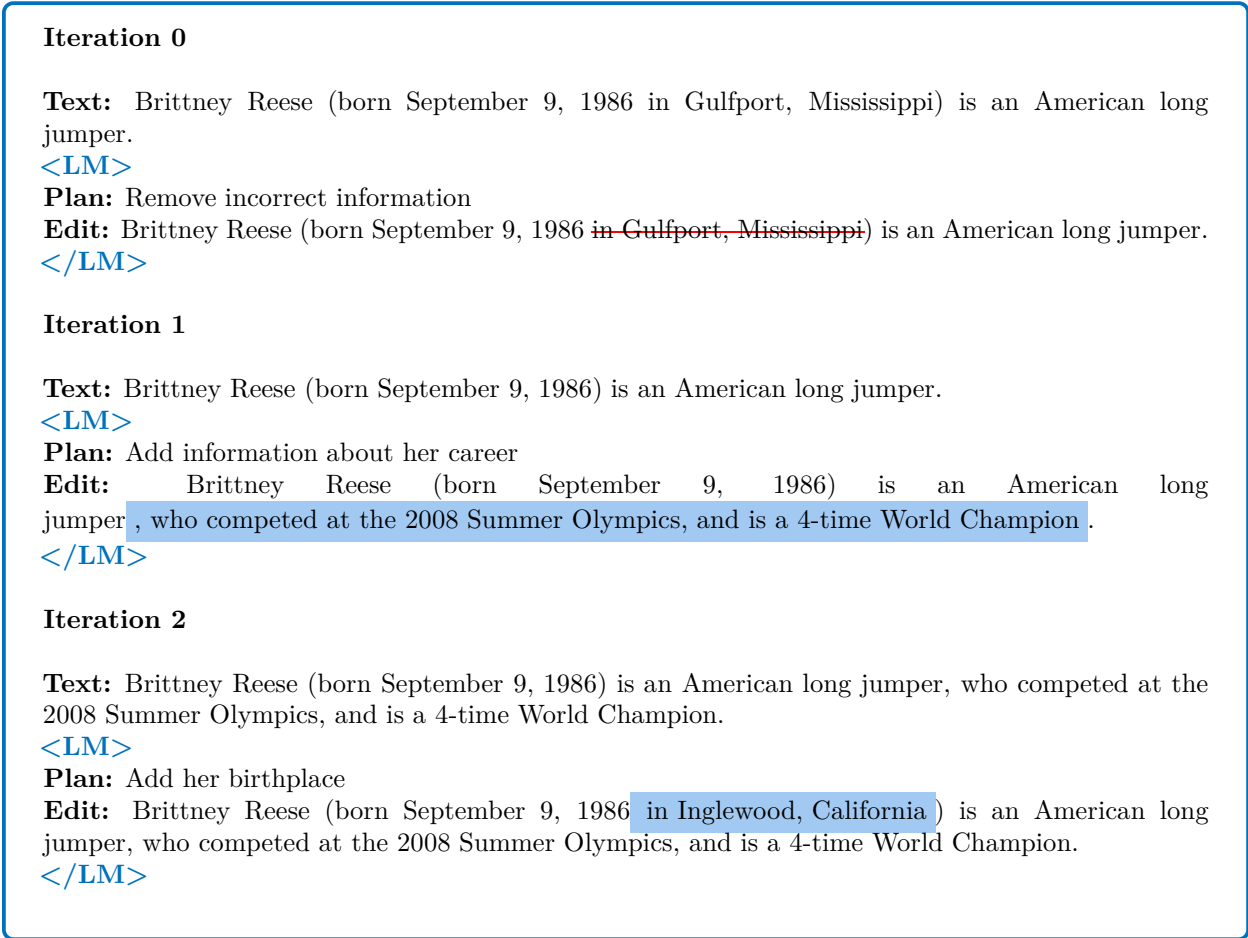 Iteration 0
Text: Brittney Reese (born September 9, 1986 in Gulfport, Mississippi) is an American long
jumper.
<LM>
Plan: Remove incorrect information
Edit: Brittney Reese (born September 9, 1986 in Gulfport, Mississippi) is an American long jumper.
</LM>
Iteration 1
Text: Brittney Reese (born September 9, 1986) is an American long jumper.
<LM>
Plan: Add information about her career
Edit: Brittney Reese (born September 9, 1986) is an American long
jumper , who competed at the 2008 Summer Olympics, and is a 4-time World Champion .
</LM>
Iteration 2
Text: Brittney Reese (born September 9, 1986) is an American long jumper, who competed at the
2008 Summer Olympics, and is a 4-time World Champion.
<LM>
Plan: Add her birthplace
Edit: Brittney Reese (born September 9, 1986 in Inglewood, California ) is an American long
jumper, who competed at the 2008 Summer Olympics, and is a 4-time World Champion.
</LM>